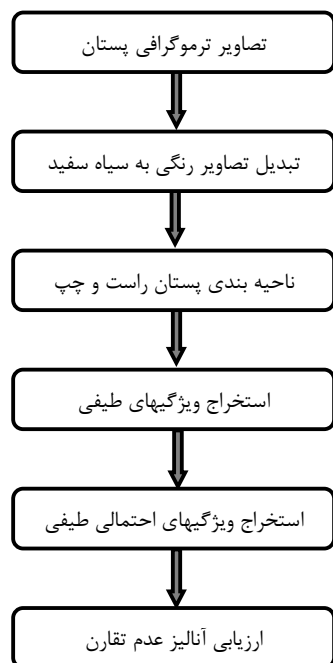 تصاویر ترموگرافی پستان
تبدیل تصاویر رنگی به سیاه سفید
ناحیه بندی پستان راست و چپ
استخراج ویژگیهای طیفی
استخراج ویژگیهای احتمالی طیفی
ارزیابی آنالیز عدم تقارن